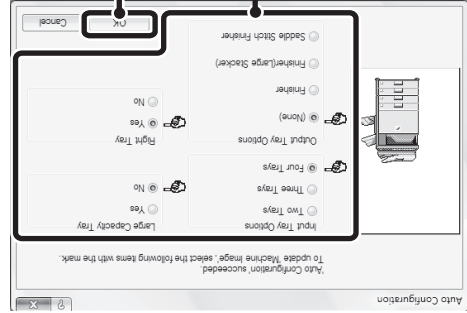 Auto Configuration
'Auto Configuration' succeeded.
To update 'Machine Image', select the following items with the mark.
Input Tray Options
Two Trays
Three Trays
Four Trays
Large Capacity Tray
Yes
No
Output Tray Options
(None)
Finisher
Finisher(Large Stacker)
Saddle Stitch Finisher
Right Tray
Yes
No
OK
Cancel